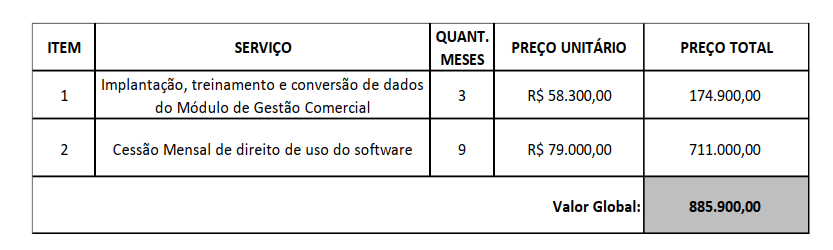 ITEM SERVIÇO QUANT. MESES PREÇO UNITÁRIO PREÇO TOTAL
1 Implantação, treinamento e conversão de dados do Módulo de Gestão Comercial 3 R$ 58.300,00 174.900,00
2 Cessão Mensal de direito de uso do software 9 R$ 79.000,00 711.000,00
Valor Global: 885.900,00